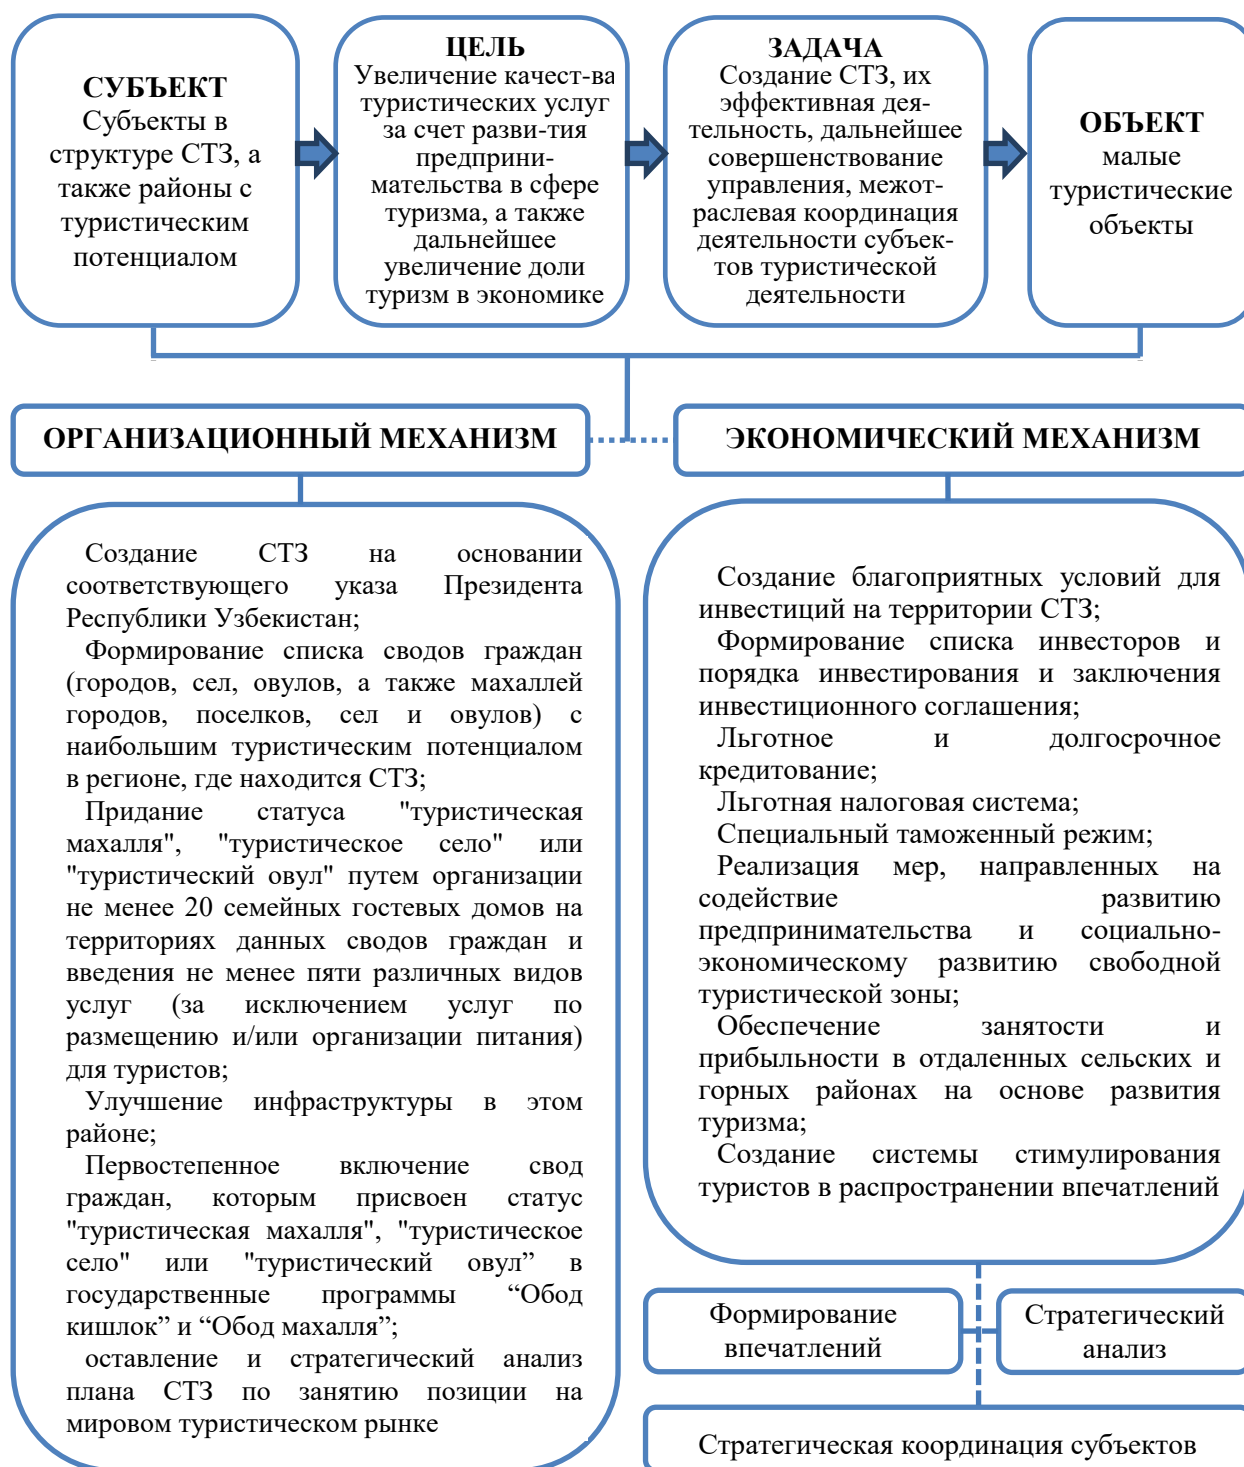 СУБЪЕКТ
Субъекты в
структуре СТЗ, а
также районы с
туристическим
потенциалом
ЦЕЛЬ
Увеличение качест-ва
туристических услуг
за счет разви-тия
предприни-
мательства в сфере
туризма, а также
дальнейшее
увеличение доли
туризм в экономике
ЗАДАЧА
Создание СТЗ, их
эффективная дея-
тельность, дальнейшее
совершенствование
управления, межот-
раслевая координация
деятельности субъек-
тов туристической
деятельности
ОБЪЕКТ
малые
туристические
объекты
ОРГАНИЗАЦИОННЫЙ МЕХАНИЗМ
Создание СТЗ на основании
соответствующего указа Президента
Республики Узбекистан;
Формирование списка сводов граждан
(городов, сел, овулов, а также махаллей
городов, поселков, сел и овулов) с
наибольшим туристическим потенциалом
в регионе, где находится СТЗ;
Придание статуса "туристическая
махалля", "туристическое село" или
"туристический овул" путем организации
не менее 20 семейных гостевых домов на
территориях данных сводов граждан и
введения не менее пяти различных видов
услуг (за исключением услуг по
размещению и/или организации питания)
для туристов;
Улучшение инфраструктуры в этом
районе;
Первостепенное включение свод
граждан, которым присвоен статус
"туристическая махалля", "туристическое
село" или "туристический овул” в
государственные программы “Обод
кишлок” и “Обод махалля”;
оставление и стратегический анализ
плана СТЗ по занятию позиции на
мировом туристическом рынке
ЭКОНОМИЧЕСКИЙ МЕХАНИЗМ
Создание благоприятных условий для
инвестиций на территории СТЗ;
Формирование списка инвесторов и
порядка инвестирования и заключения
инвестиционного соглашения;
Льготное и долгосрочное
кредитование;
Льготная налоговая система;
Специальный таможенный режим;
Реализация мер, направленных на
содействие развитию
предпринимательства и социально-
экономическому развитию свободной
туристической зоны;
Обеспечение занятости и
прибыльности в отдаленных сельских и
горных районах на основе развития
туризма;
Создание системы стимулирования
туристов в распространении впечатлений
Формирование
впечатлений
Стратегический
анализ
Стратегическая координация субъектов